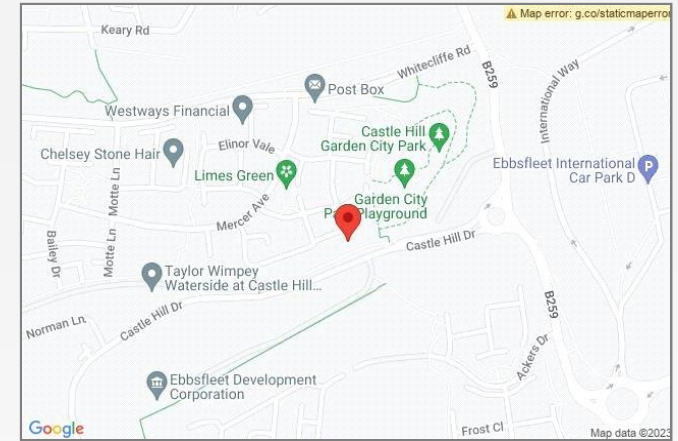 Map error: g.co/staticmaperror
Keary Rd
Whitecliffe Rd
B259
International Way
Post Box
Westways Financial
Castle Hill
Garden City Park
Elinor Vale
Chelsey Stone Hair
Limes Green
Ebbsfleet International
Car Park D
P
Motte Ln
Garden City
Park Playground
Mercer Ave
Castle Hill Dr
Bailey Dr
Motte Ln
Taylor Wimpey
Waterside at Castle Hill...
B259
Norman Ln
Castle Hill Dr
Ackers Dr
Ebbsfleet Development
Corporation
Google
Frost Cl
Map data ©2023